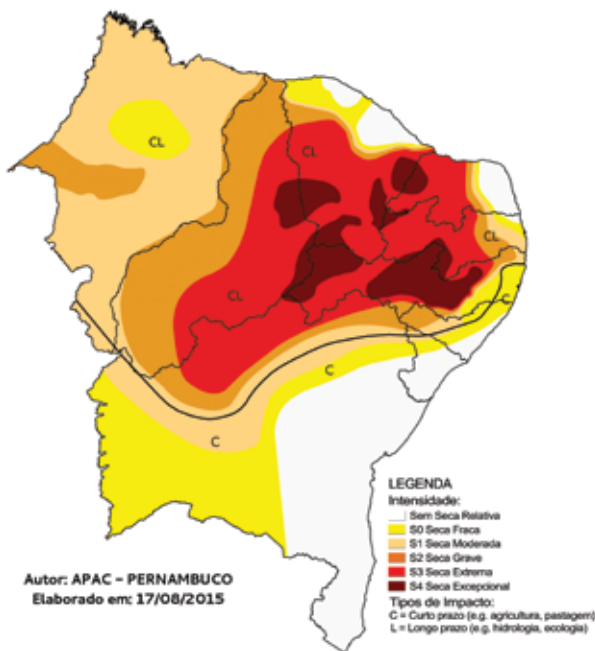 CL
CL
CL
CL
C
C
C
LEGENDA
Intensidade:
Sem Seca Relativa
S0 Seca Fraca
S1 Seca Moderada
S2 Seca Grave
S3 Seca Extrema
S4 Seca Excepcional
Tipos de Impacto:
C = Curto prazo (e.g. agricultura, pastagem)
L = Longo prazo (e.g. hidrologia, ecologia)
Autor: APAC - PERNAMBUCO
Elaborado em: 17/08/2015